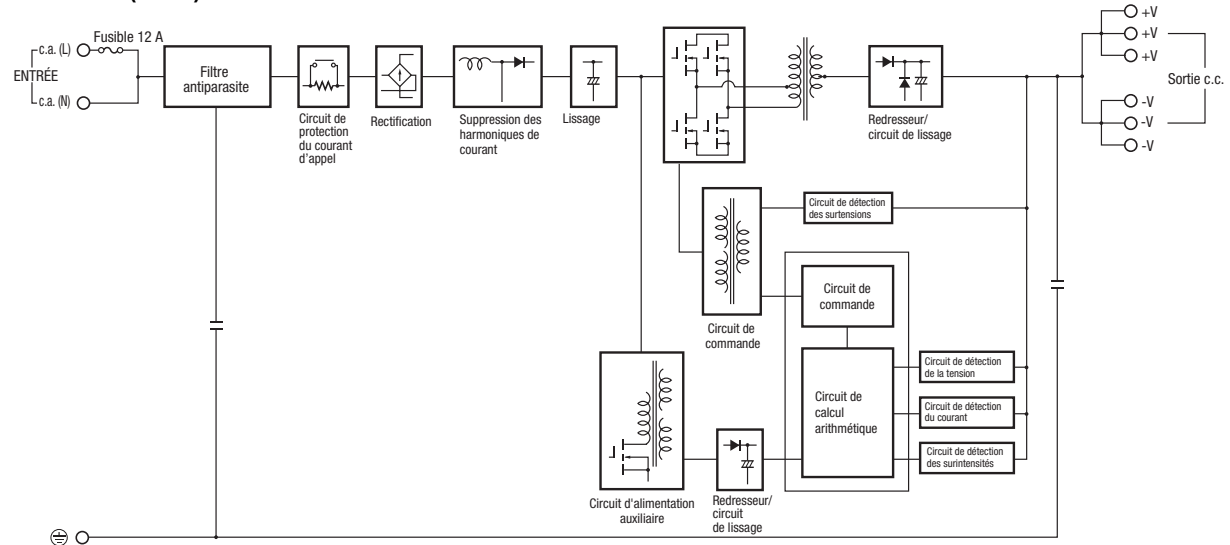 Fusible 12 A
c.a. (L)
ENTRÉE
c.a. (N)
Filtre
antiparasite
Circuit de
protection
du courant
d'appel
Rectification
Suppression des
harmoniques de
courant
Lissage
Redresseur/
circuit de lissage
+V
+V
+V
Sortie c.c.
-V
-V
-V
Circuit de détection
des surtensions
Circuit de
commande
Circuit de
commande
Circuit de
calcul
arithmétique
Circuit de détection
de la tension
Circuit de détection
du courant
Circuit de détection
des surintensités
Circuit d'alimentation
auxiliaire
Redresseur/
circuit
de lissage